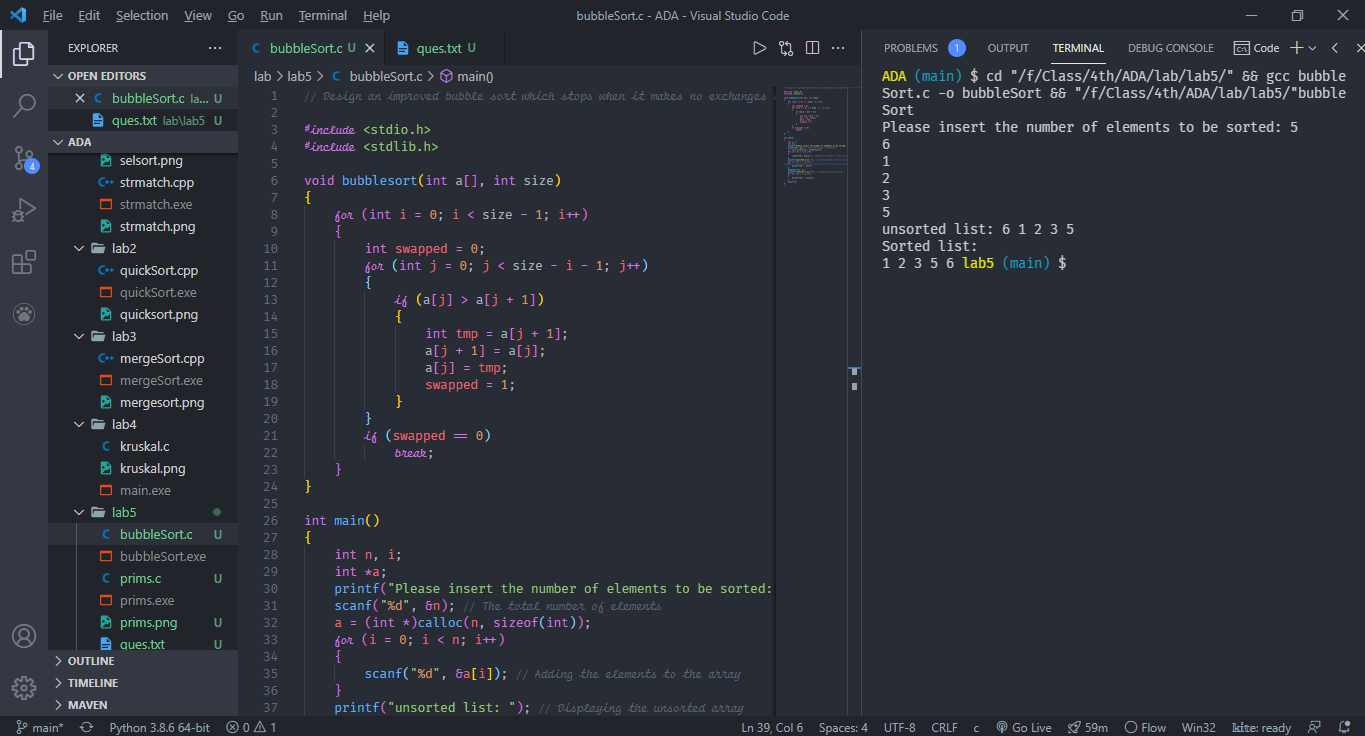 File Edit Selection View Go Run Terminal Help
bubbleSort.c - ADA - Visual Studio Code
EXPLORER
OPEN EDITORS
bubbleSort.c la... U
ques.txt lab\lab5 U
ADA
selsort.png
strmatch.cpp
strmatch.exe
strmatch.png
lab2
quickSort.cpp
quickSort.exe
quicksort.png
lab3
mergeSort.cpp
mergeSort.exe
mergesort.png
lab4
kruskal.c
kruskal.png
main.exe
lab5
bubbleSort.c U
bubbleSort.exe
prims.c U
prims.exe
prims.png U
ques.txt U
OUTLINE
TIMELINE
MAVEN
4
C bubbleSort.c U
ques.txt U
lab > lab5 > C bubbleSort.c > main()
1 // Design an improved bubble sort which stops when it makes no exchanges
2
3 #include <stdio.h>
4 #include <stdlib.h>
5
6 void bubblesort(int a[], int size)
7 {
8 for (int i = 0; i < size - 1; i++)
9 {
10 int swapped = 0;
11 for (int j = 0; j < size - i - 1; j++)
12 {
13 if (a[j] > a[j + 1])
14 {
15 int tmp = a[j + 1];
16 a[j + 1] = a[j];
17 a[j] = tmp;
18 swapped = 1;
19 }
20 }
21 if (swapped == 0)
22 break;
23 }
24 }
25
26 int main()
27 {
28 int n, i;
29 int *a;
30 printf("Please insert the number of elements to be sorted:
31 scanf("%d", &n); // The total number of elements
32 a = (int *)calloc(n, sizeof(int));
33 for (i = 0; i < n; i++)
34 {
35 scanf("%d", &a[i]); // Adding the elements to the array
36 }
37 printf("unsorted list: "); // Displaying the unsorted array
PROBLEMS 1 OUTPUT TERMINAL DEBUG CONSOLE Code
ADA (main) $ cd "/f/Class/4th/ADA/lab/lab5/" && gcc bubble
Sort.c -o bubbleSort && "/f/Class/4th/ADA/lab/lab5/"bubble
Sort
Please insert the number of elements to be sorted: 5
6
1
2
3
5
unsorted list: 6 1 2 3 5
Sorted list:
1 2 3 5 6 lab5 (main) $
main* Python 3.8.6 64-bit 0 1 Ln 39, Col 6 Spaces: 4 UTF-8 CRLF c Go Live 59m Flow Win32 kite: ready